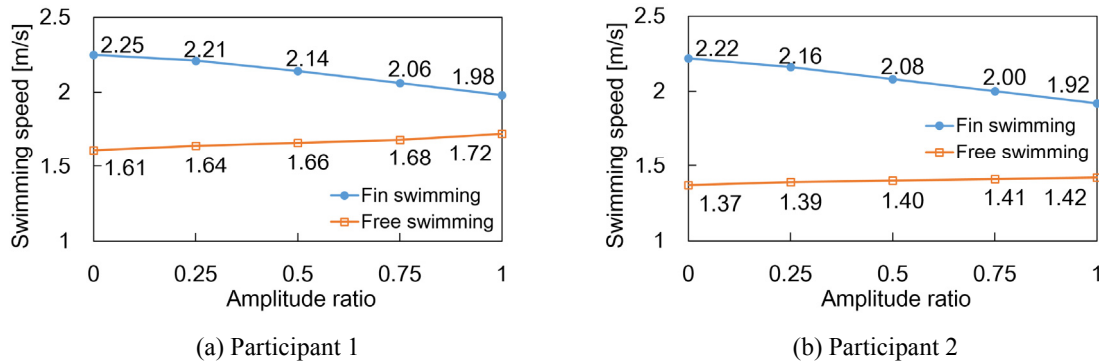 Swimming speed [m/s]
2.5
2
1.5
1
2.25 2.21 2.14 2.06 1.98
1.61 1.64 1.66 1.68 1.72
Fin swimming
Free swimming
0 0.25 0.5 0.75 1
Amplitude ratio
(a) Participant 1
Swimming speed [m/s]
2.5
2
1.5
1
2.22 2.16 2.08 2.00 1.92
Fin swimming
Free swimming
1.37 1.39 1.40 1.41 1.42
0 0.25 0.5 0.75 1
Amplitude ratio
(b) Participant 2